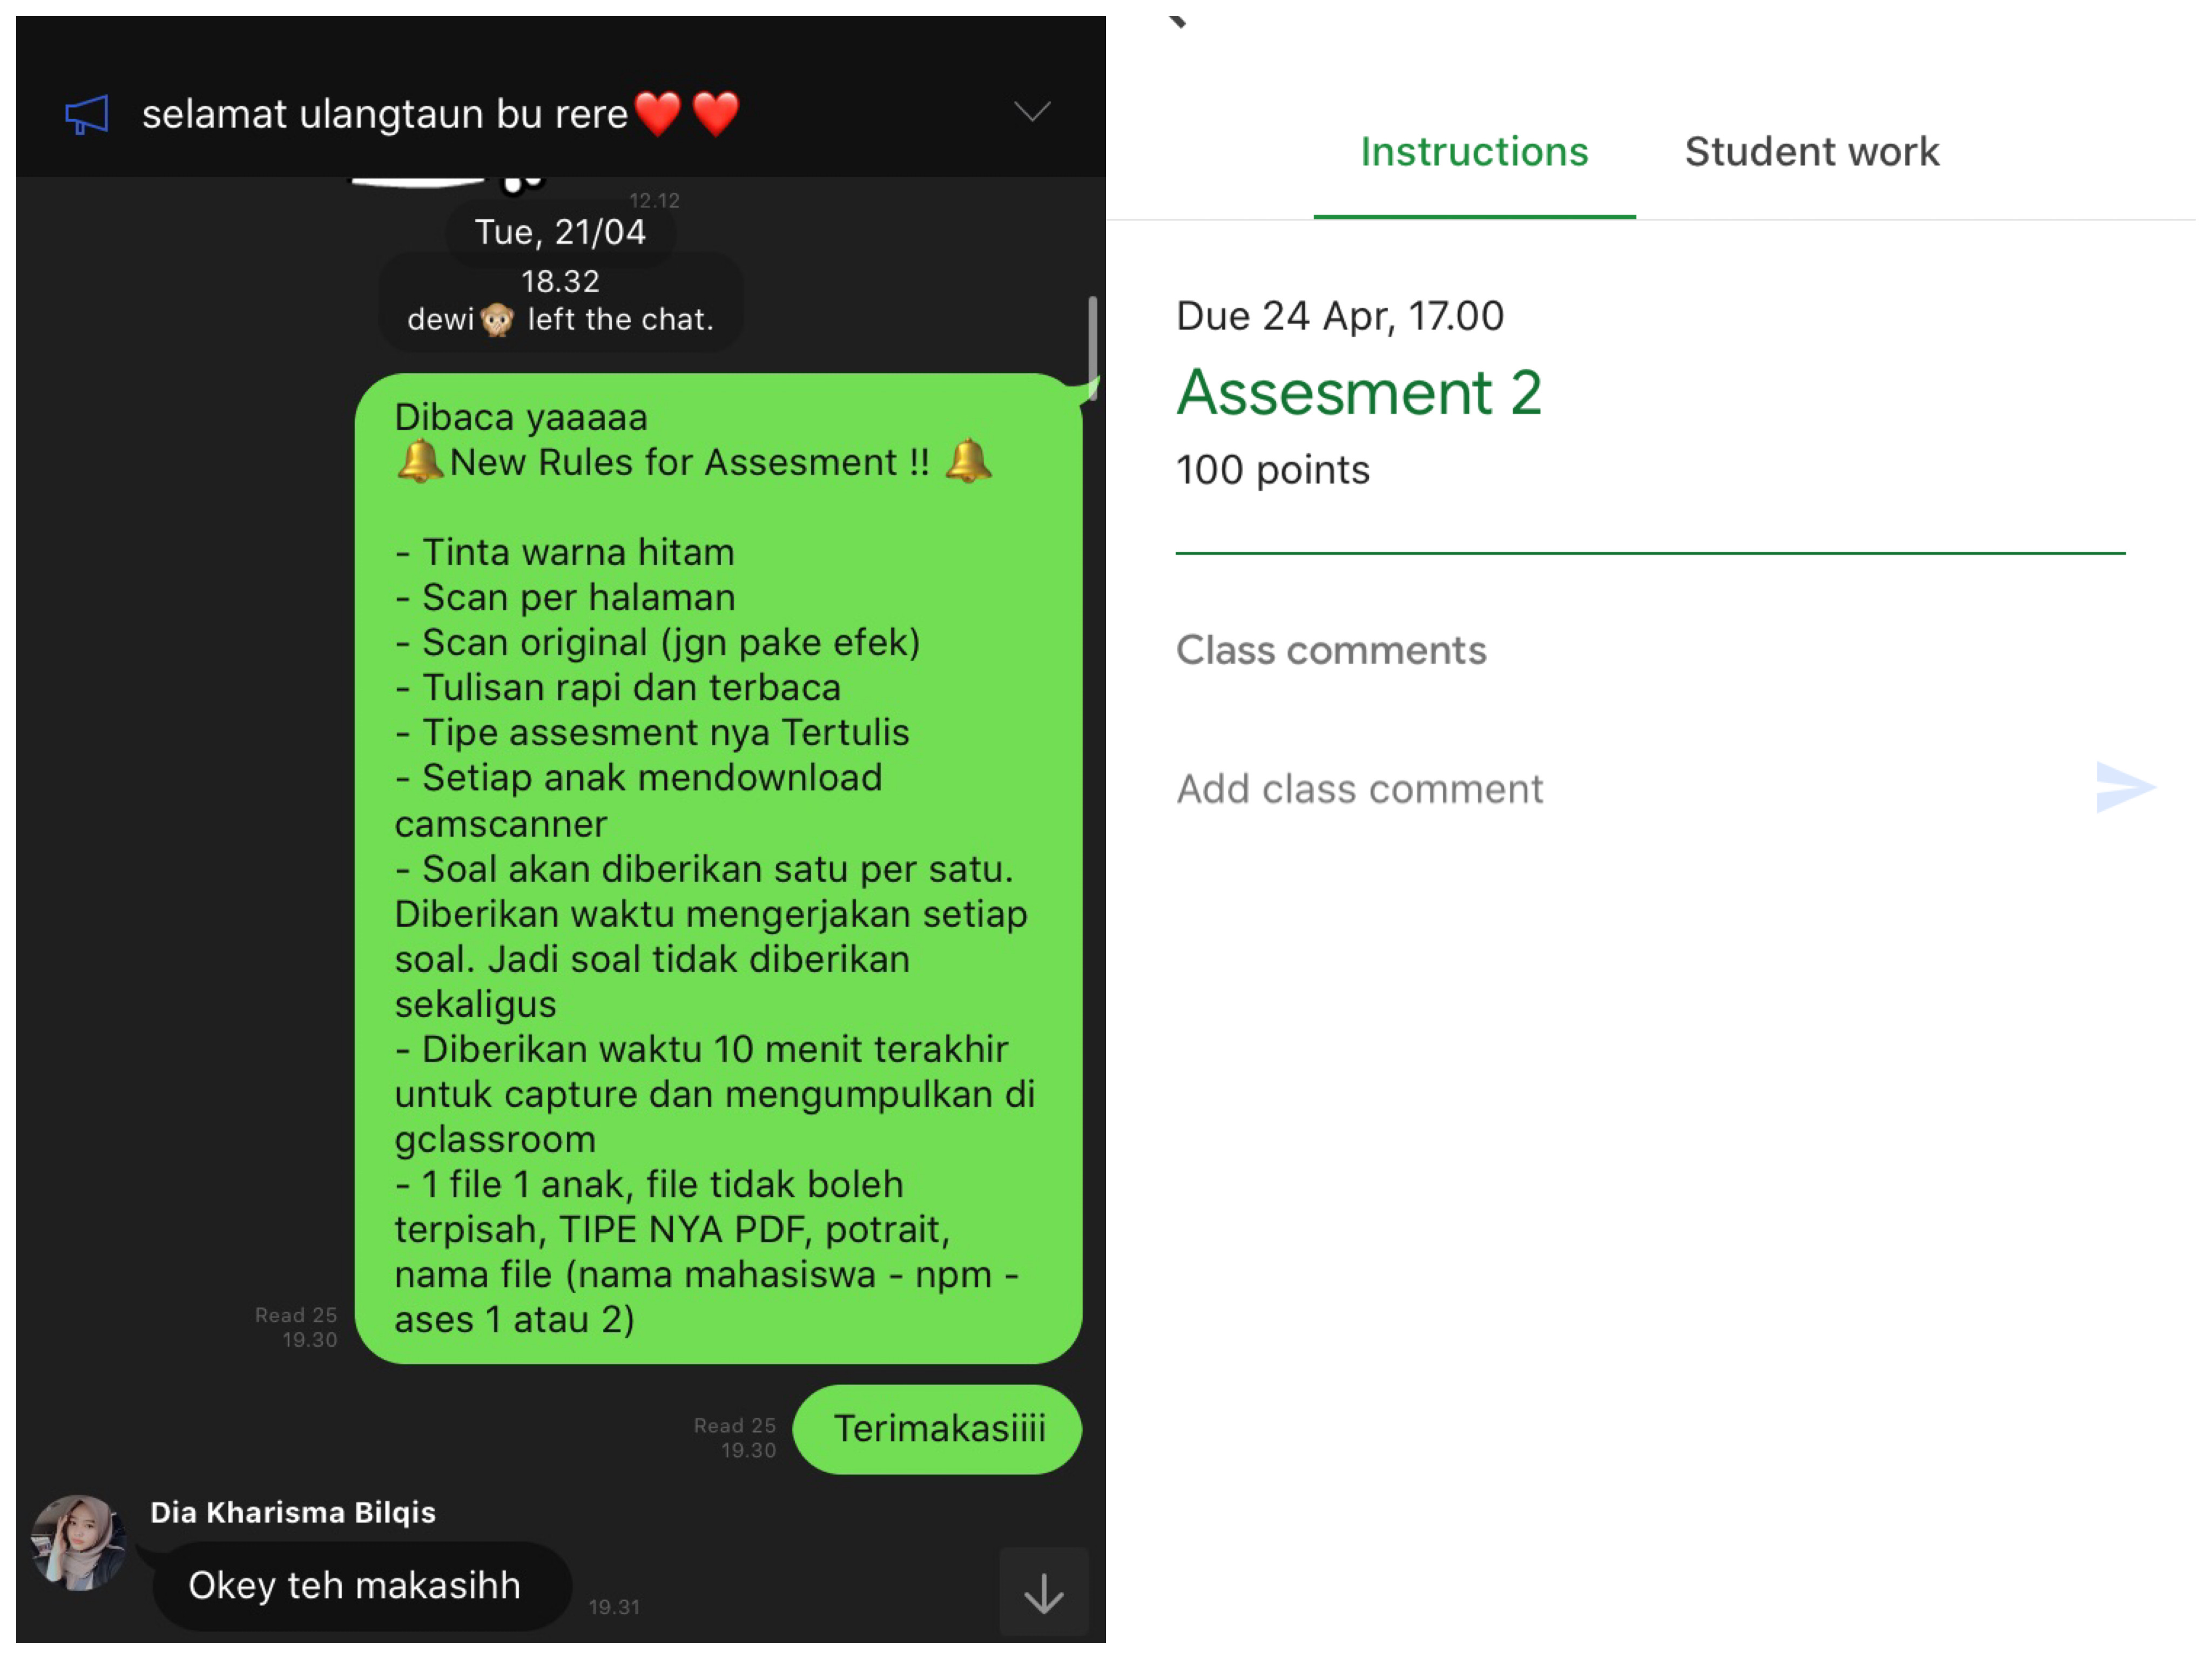 selamat ulangtaun bu rere❤️❤️
12.12
Tue, 21/04
18.32
dewi🙊 left the chat.
Dibaca yaaaaa
🔔New Rules for Assesment !! 🔔
- Tinta warna hitam
- Scan per halaman
- Scan original (jgn pake efek)
- Tulisan rapi dan terbaca
- Tipe assesment nya Tertulis
- Setiap anak mendownload
camscanner
- Soal akan diberikan satu per satu.
Diberikan waktu mengerjakan setiap
soal. Jadi soal tidak diberikan
sekaligus
- Diberikan waktu 10 menit terakhir
untuk capture dan mengumpulkan di
gclassroom
- 1 file 1 anak, file tidak boleh
terpisah, TIPE NYA PDF, potrait,
nama file (nama mahasiswa - npm -
ases 1 atau 2)
Read 25
19.30
Terimakasiiii
Read 25
19.30
Dia Kharisma Bilqis
Okey teh makasihh
19.31
Instructions
Student work
Due 24 Apr, 17.00
Assesment 2
100 points
Class comments
Add class comment